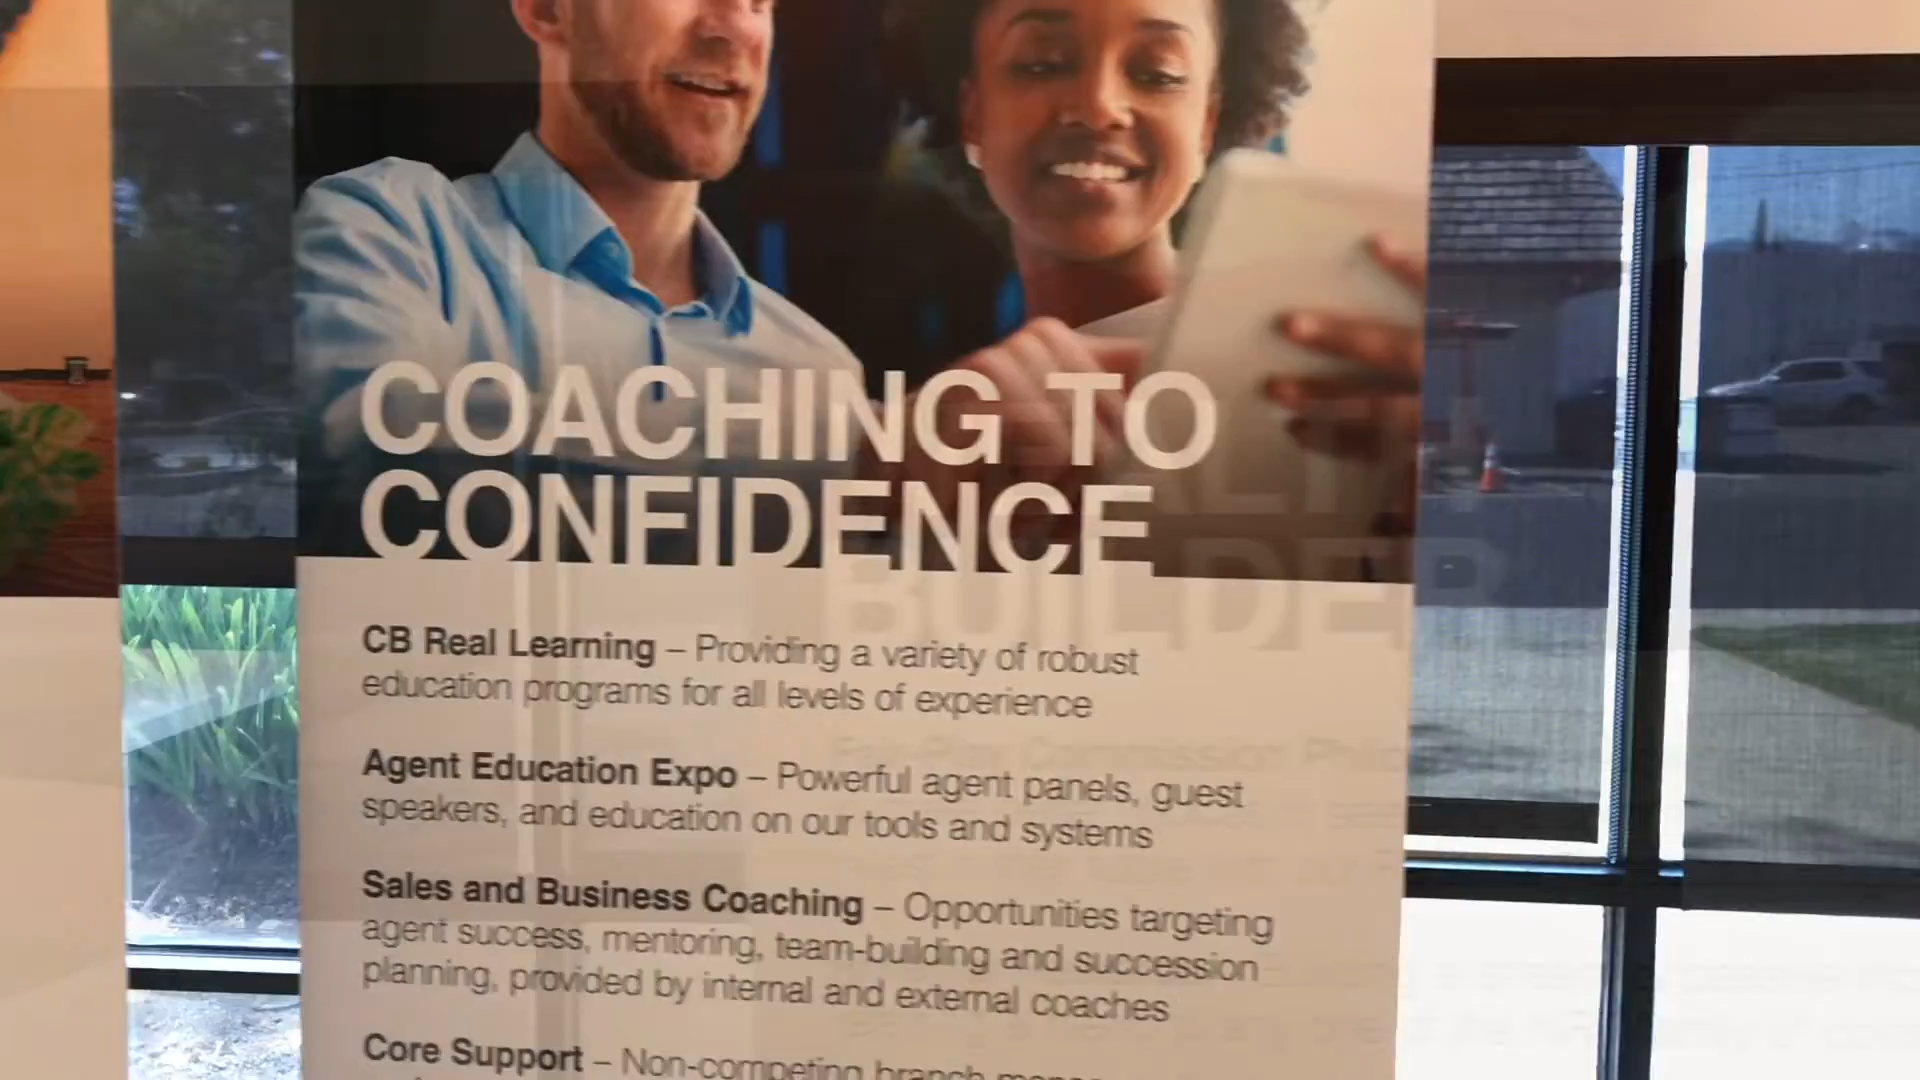 COACHING TO
CONFIDENCE
BUILDER
CB Real Learning – Providing a variety of robust
education programs for all levels of experience
Agent Education Expo – Powerful agent panels, guest
speakers, and education on our tools and systems
Sales and Business Coaching – Opportunities targeting
agent success, mentoring, team-building and succession
planning, provided by internal and external coaches
Core Support – Non-competing branch